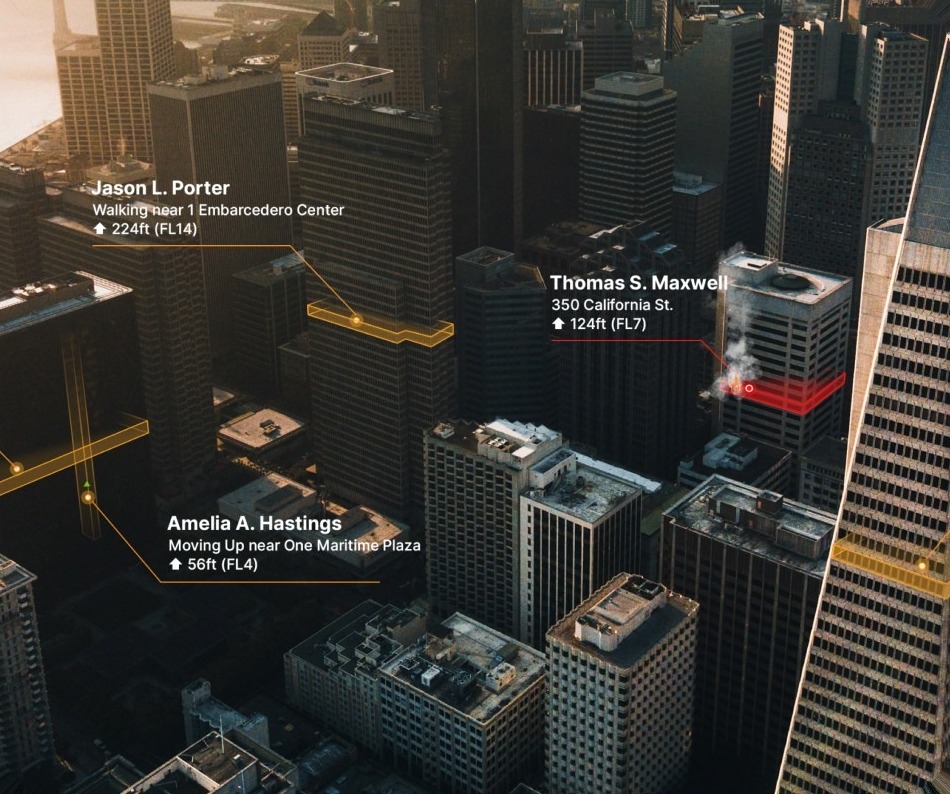 Jason L. Porter
Walking near 1 Embarcedero Center
⬆ 224ft (FL14)
Thomas S. Maxwell
350 California St.
⬆ 124ft (FL7)
Amelia A. Hastings
Moving Up near One Maritime Plaza
⬆ 56ft (FL4)